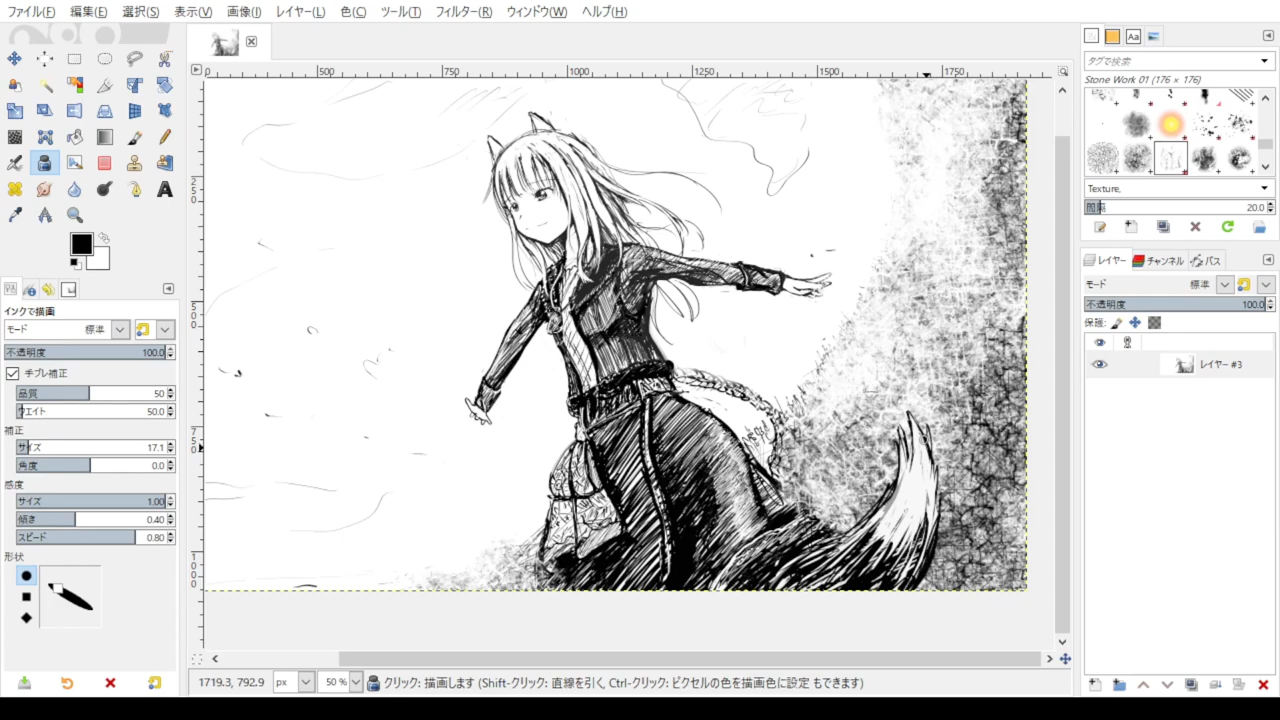 ファイル(F) 編集(E) 選択(S) 表示(V) 画像(I) レイヤー(L) 色(C) ツール(T) フィルター(R) ウィンドウ(W) ヘルプ(H)
500 750 1000 1250 1500 1750
250
500
750
1000
タグで検索
Stone Work 01 (176 × 176)
Texture,
間隔 20.0
レイヤー チャンネル パス
モード 標準
不透明度 100.0
保護:
レイヤー #3
インクで描画
モード 標準
不透明度 100.0
手ブレ補正
品質 50
ウエイト 50.0
補正
サイズ 17.1
角度 0.0
感度
サイズ 1.00
傾き 0.40
スピード 0.80
形状
1719.3, 792.9 px 50 % クリック: 描画します (Shift-クリック: 直線を引く, Ctrl-クリック: ピクセルの色を描画色に設定 もできます)